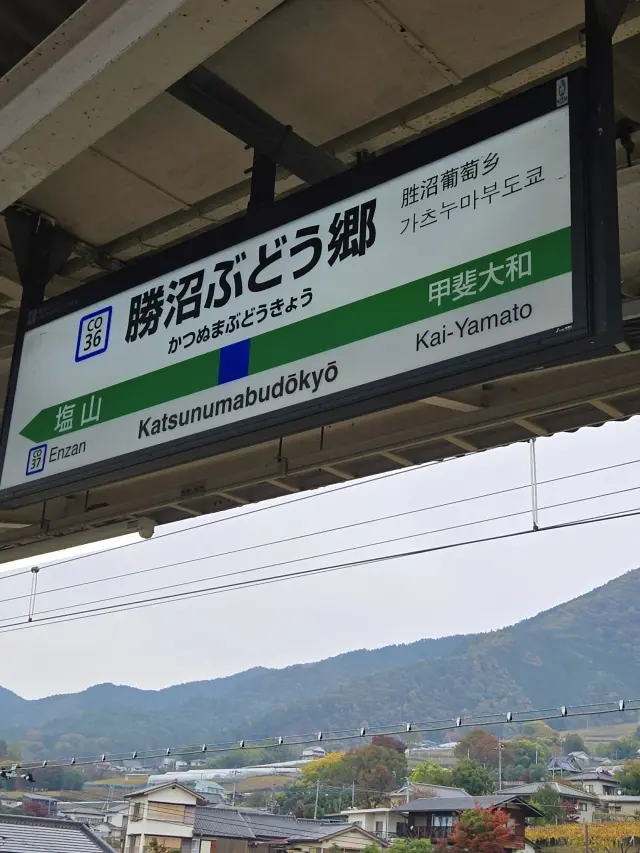 CO
36
勝沼ぶどう郷
かつぬまぶどうきょう
胜沼葡萄乡
가츠누마부도쿄
塩山
甲斐大和
CO
37
Enzan
Katsunumabudōkyō
Kai-Yamato